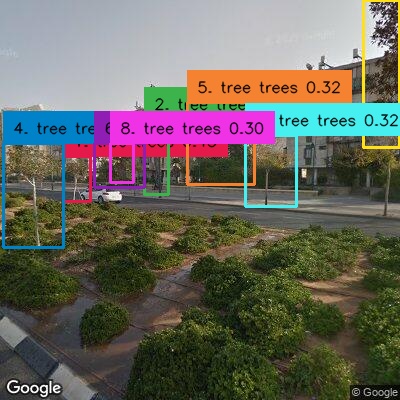 5. tree trees 0.32
2. tree tree
4. tree tre
8. tree trees 0.30
tree trees 0.32
Google
© Google